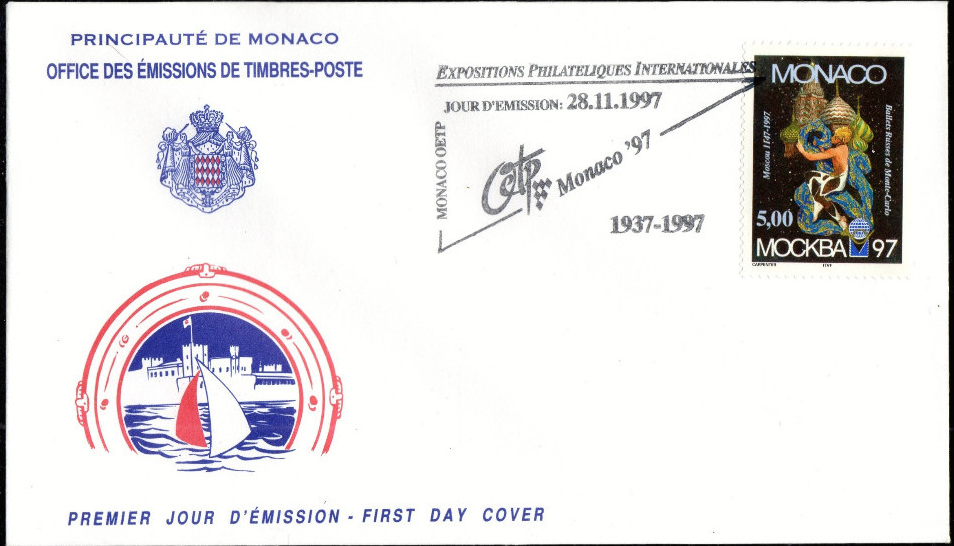 PRINCIPAUTÉ DE MONACO
OFFICE DES ÉMISSIONS DE TIMBRES-POSTE
EXPOSITIONS PHILATELIQUES INTERNATIONALES
JOUR D'EMISSION: 28.11.1997
MONACO OETP
OETP Monaco '97
1937-1997
MONACO
Moscou 1147-1997
Ballets Russes de Monte-Carlo
5,00
МОСКВА 97
CARPENTER
PREMIER JOUR D'ÉMISSION - FIRST DAY COVER